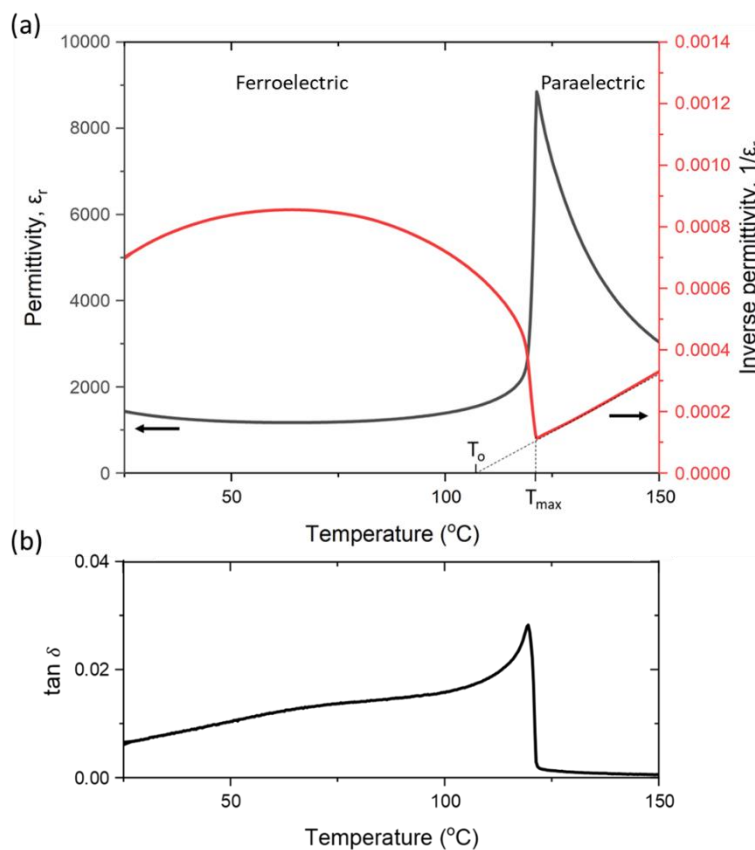 (a)
10000
8000
6000
4000
2000
0
Permittivity, εr
Ferroelectric
Paraelectric
0.0014
0.0012
0.0010
0.0008
0.0006
0.0004
0.0002
0.0000
Inverse permittivity, 1/εr
To
Tmax
50
100
150
Temperature (oC)
(b)
0.04
0.02
0.00
tan δ
50
100
150
Temperature (oC)